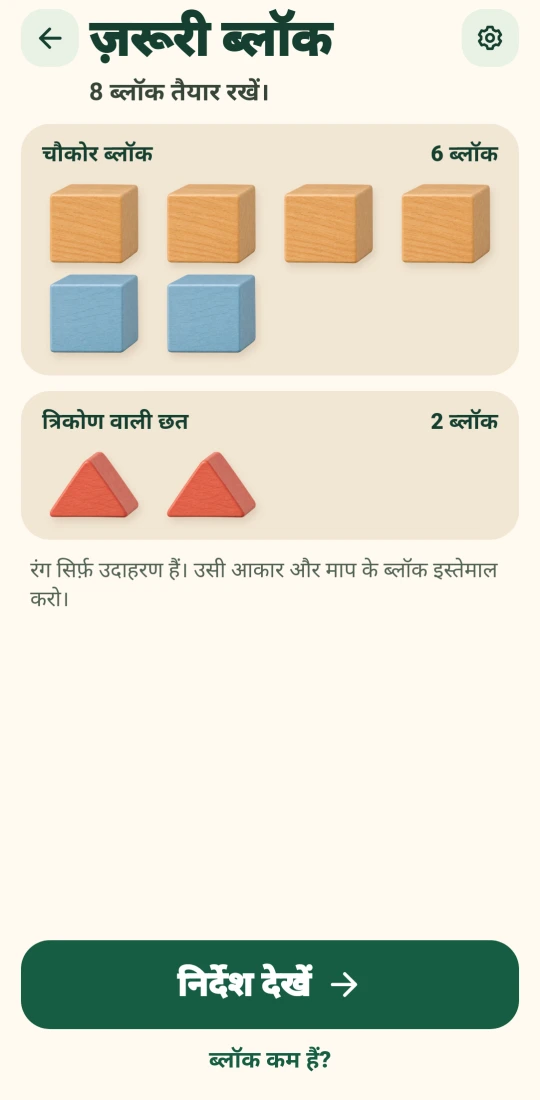 ज़रूरी ब्लॉक
8 ब्लॉक तैयार रखें।
चौकोर ब्लॉक
6 ब्लॉक
त्रिकोण वाली छत
2 ब्लॉक
रंग सिर्फ़ उदाहरण हैं। उसी आकार और माप के ब्लॉक इस्तेमाल
करो।
निर्देश देखें →
ब्लॉक कम हैं?